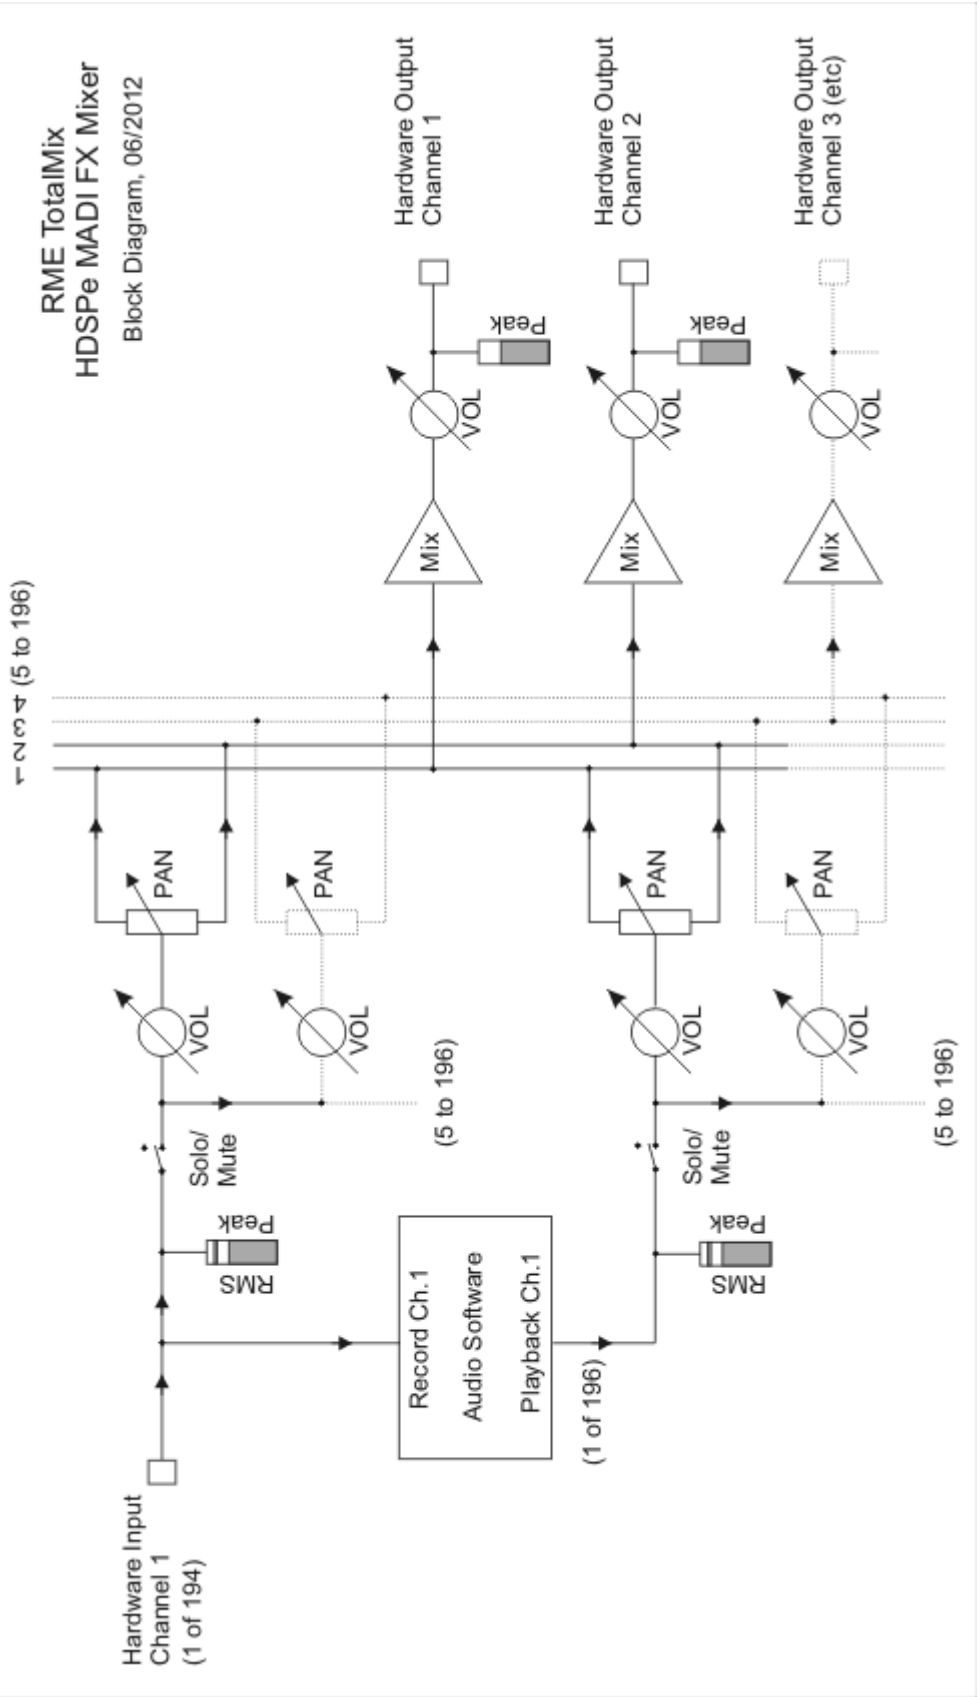 RME TotalMix
HDSPe MADI FX Mixer
Block Diagram, 06/2012
Hardware Input
Channel 1
(1 of 194)
RMS
Peak
Solo/
Mute
(5 to 196)
VOL
VOL
PAN
PAN
1 2 3 4 (5 to 196)
Mix
VOL
Peak
Hardware Output
Channel 1
Mix
VOL
Peak
Hardware Output
Channel 2
Mix
VOL
Hardware Output
Channel 3 (etc)
Record Ch.1
Audio Software
Playback Ch.1
(1 of 196)
RMS
Peak
Solo/
Mute
(5 to 196)
VOL
VOL
PAN
PAN